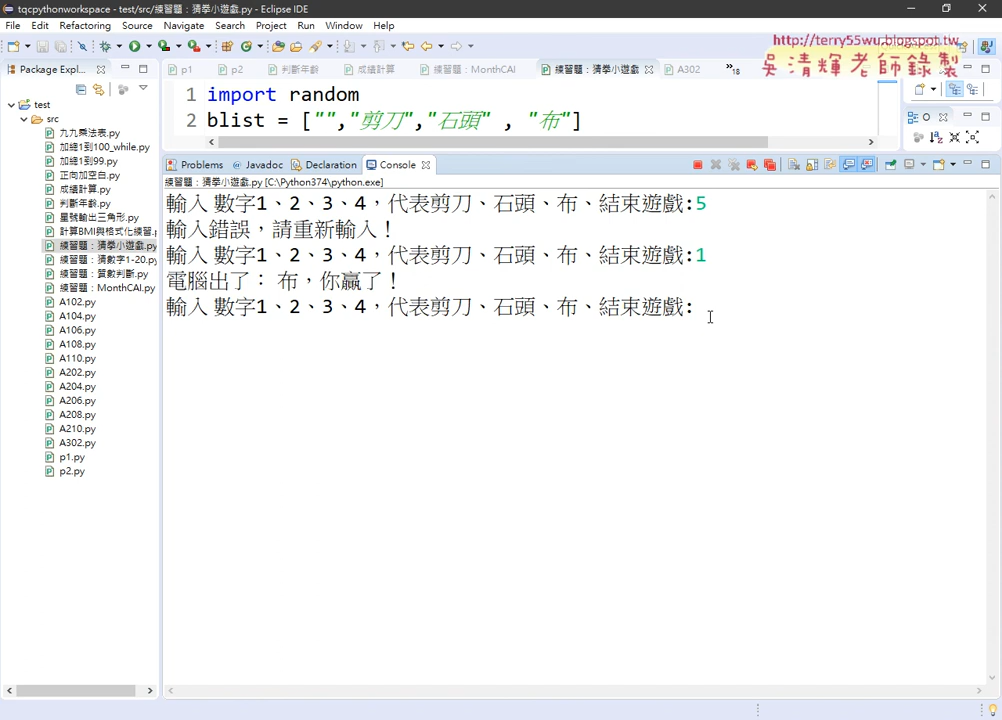 tqcpythonworkspace - test/src/練習題：猜拳小遊戲.py - Eclipse IDE
File Edit Refactoring Source Navigate Search Project Run Window Help
http://terry55wu.blogspot.tw
吳清輝老師錄製
Package Expl...
p1 p2 判斷年齡 成績計算 練習題：MonthCAI 練習題：猜拳小遊戲 A302 »18
test
src
九九乘法表.py
加總1到100_while.py
加總1到99.py
正向加空白.py
成績計算.py
判斷年齡.py
星號輸出三角形.py
計算BMI與格式化練習.p
練習題：猜拳小遊戲.py
練習題：猜數字1-20.py
練習題：質數判斷.py
練習題：MonthCAI.py
A102.py
A104.py
A106.py
A108.py
A110.py
A202.py
A204.py
A206.py
A208.py
A210.py
A302.py
p1.py
p2.py
1 import random
2 blist = ["","剪刀","石頭" , "布"]
Problems Javadoc Declaration Console
練習題：猜拳小遊戲.py [C:\Python374\python.exe]
輸入 數字1、2、3、4，代表剪刀、石頭、布、結束遊戲:5
輸入錯誤，請重新輸入！
輸入 數字1、2、3、4，代表剪刀、石頭、布、結束遊戲:1
電腦出了： 布，你贏了！
輸入 數字1、2、3、4，代表剪刀、石頭、布、結束遊戲: